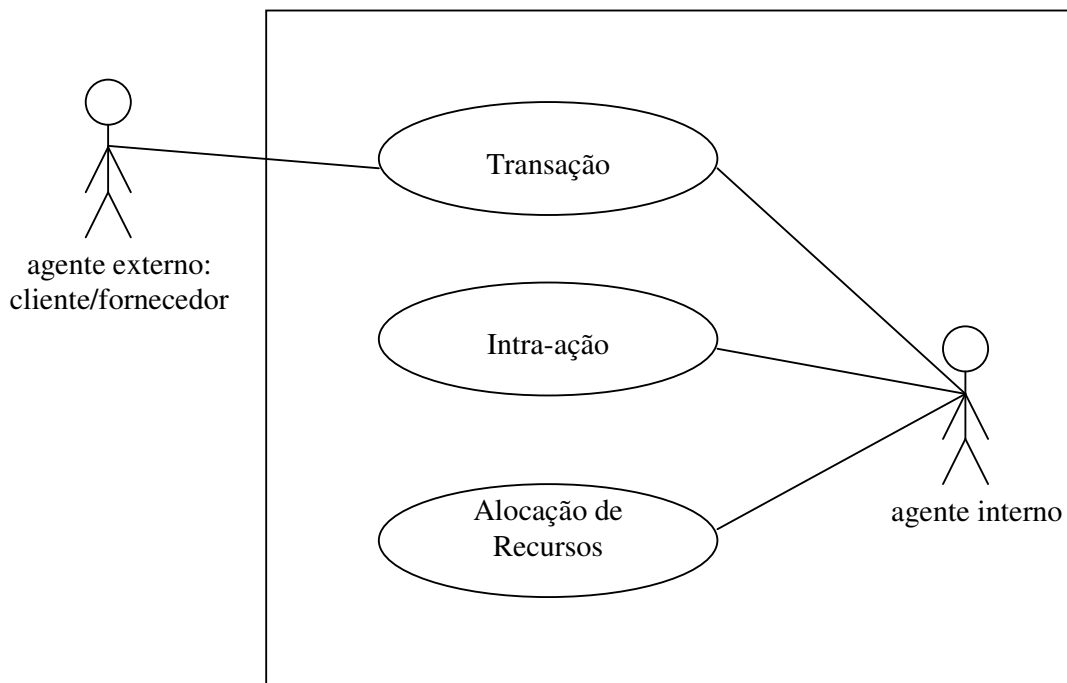 Transação
agente externo:
cliente/fornecedor
Intra-ação
Alocação de
Recursos
agente interno